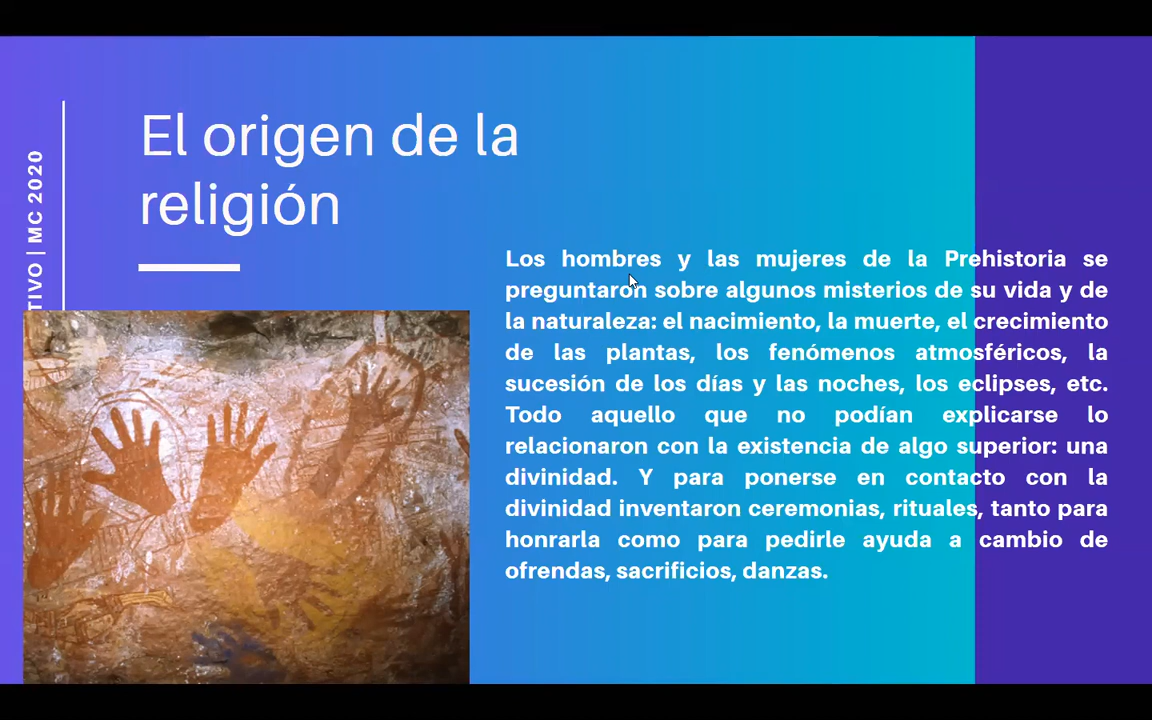 El origen de la
religión
TIVO | MC 2020
Los hombres y las mujeres de la Prehistoria se
preguntaron sobre algunos misterios de su vida y de
la naturaleza: el nacimiento, la muerte, el crecimiento
de las plantas, los fenómenos atmosféricos, la
sucesión de los días y las noches, los eclipses, etc.
Todo aquello que no podían explicarse lo
relacionaron con la existencia de algo superior: una
divinidad. Y para ponerse en contacto con la
divinidad inventaron ceremonias, rituales, tanto para
honrarla como para pedirle ayuda a cambio de
ofrendas, sacrificios, danzas.